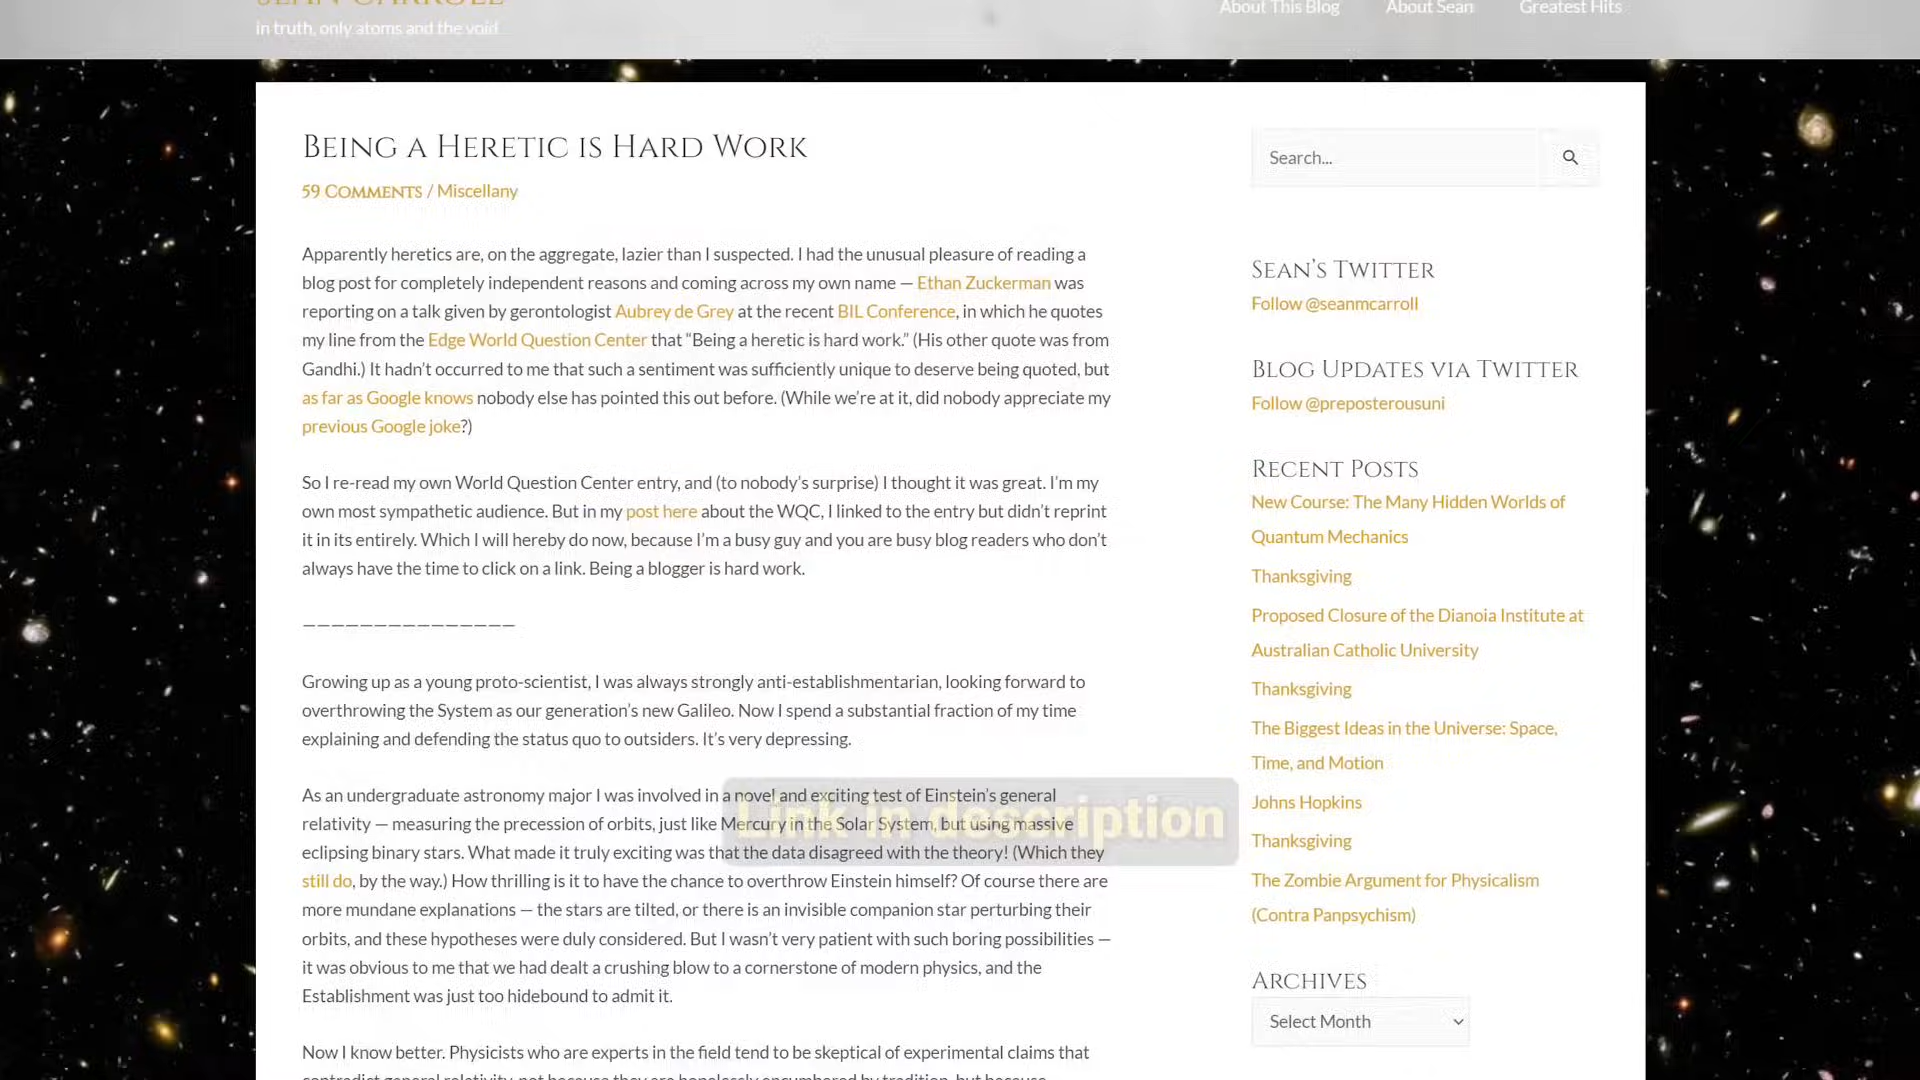 SEAN CARROLL
in truth, only atoms and the void
About This Blog
About Sean
Greatest Hits
Being a Heretic is Hard Work
59 Comments / Miscellany
Apparently heretics are, on the aggregate, lazier than I suspected. I had the unusual pleasure of reading a
blog post for completely independent reasons and coming across my own name — Ethan Zuckerman was
reporting on a talk given by gerontologist Aubrey de Grey at the recent BIL Conference, in which he quotes
my line from the Edge World Question Center that “Being a heretic is hard work.” (His other quote was from
Gandhi.) It hadn’t occurred to me that such a sentiment was sufficiently unique to deserve being quoted, but
as far as Google knows nobody else has pointed this out before. (While we’re at it, did nobody appreciate my
previous Google joke?)
So I re-read my own World Question Center entry, and (to nobody’s surprise) I thought it was great. I’m my
own most sympathetic audience. But in my post here about the WQC, I linked to the entry but didn’t reprint
it in its entirely. Which I will hereby do now, because I’m a busy guy and you are busy blog readers who don’t
always have the time to click on a link. Being a blogger is hard work.
———————————————
Growing up as a young proto-scientist, I was always strongly anti-establishmentarian, looking forward to
overthrowing the System as our generation’s new Galileo. Now I spend a substantial fraction of my time
explaining and defending the status quo to outsiders. It’s very depressing.
As an undergraduate astronomy major I was involved in a novel and exciting test of Einstein’s general
relativity — measuring the precession of orbits, just like Mercury in the Solar System, but using massive
eclipsing binary stars. What made it truly exciting was that the data disagreed with the theory! (Which they
still do, by the way.) How thrilling is it to have the chance to overthrow Einstein himself? Of course there are
more mundane explanations — the stars are tilted, or there is an invisible companion star perturbing their
orbits, and these hypotheses were duly considered. But I wasn’t very patient with such boring possibilities —
it was obvious to me that we had dealt a crushing blow to a cornerstone of modern physics, and the
Establishment was just too hidebound to admit it.
Now I know better. Physicists who are experts in the field tend to be skeptical of experimental claims that
contradict general relativity, not because they are hopelessly encumbered by tradition, but because
Link in description
Search...
Sean’s Twitter
Follow @seanmcarroll
Blog Updates via Twitter
Follow @preposterousuni
Recent Posts
New Course: The Many Hidden Worlds of
Quantum Mechanics
Thanksgiving
Proposed Closure of the Dianoia Institute at
Australian Catholic University
Thanksgiving
The Biggest Ideas in the Universe: Space,
Time, and Motion
Johns Hopkins
Thanksgiving
The Zombie Argument for Physicalism
(Contra Panpsychism)
Archives
Select Month